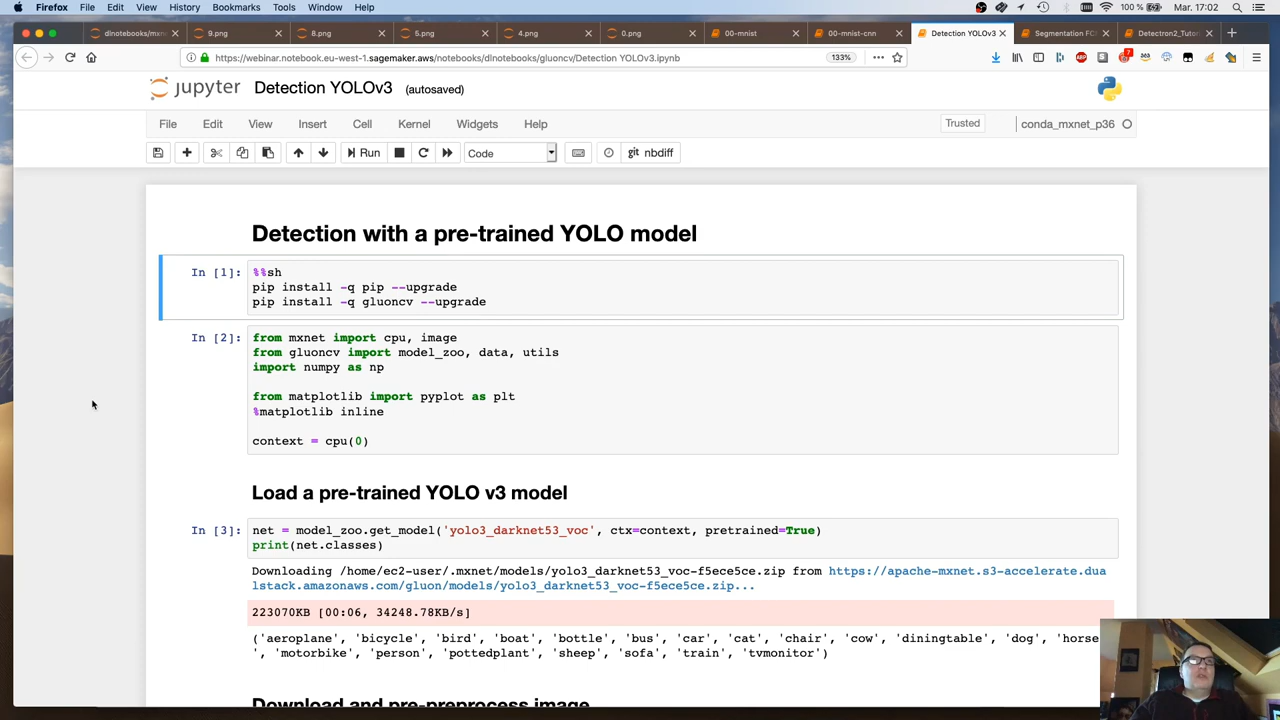 Firefox File Edit View History Bookmarks Tools Window Help 100 % Mar. 17:02
dlnotebooks/mxn 9.png 8.png 5.png 4.png 0.png 00-mnist 00-mnist-cnn Detection YOLOv3 Segmentation FC Detectron2_Tuto
https://webinar.notebook.eu-west-1.sagemaker.aws/notebooks/dlnotebooks/gluoncv/Detection YOLOv3.ipynb 133%
jupyter Detection YOLOv3 (autosaved)
File Edit View Insert Cell Kernel Widgets Help Trusted conda_mxnet_p36
Run Code git nbdiff
Detection with a pre-trained YOLO model
In [1]: %%sh
pip install -q pip --upgrade
pip install -q gluoncv --upgrade
In [2]: from mxnet import cpu, image
from gluoncv import model_zoo, data, utils
import numpy as np
from matplotlib import pyplot as plt
%matplotlib inline
context = cpu(0)
Load a pre-trained YOLO v3 model
In [3]: net = model_zoo.get_model('yolo3_darknet53_voc', ctx=context, pretrained=True)
print(net.classes)
Downloading /home/ec2-user/.mxnet/models/yolo3_darknet53_voc-f5ece5ce.zip from https://apache-mxnet.s3-accelerate.dua
lstack.amazonaws.com/gluon/models/yolo3_darknet53_voc-f5ece5ce.zip...
223070KB [00:06, 34248.78KB/s]
('aeroplane', 'bicycle', 'bird', 'boat', 'bottle', 'bus', 'car', 'cat', 'chair', 'cow', 'diningtable', 'dog', 'horse
', 'motorbike', 'person', 'pottedplant', 'sheep', 'sofa', 'train', 'tvmonitor')
Download and pre-preprocess image